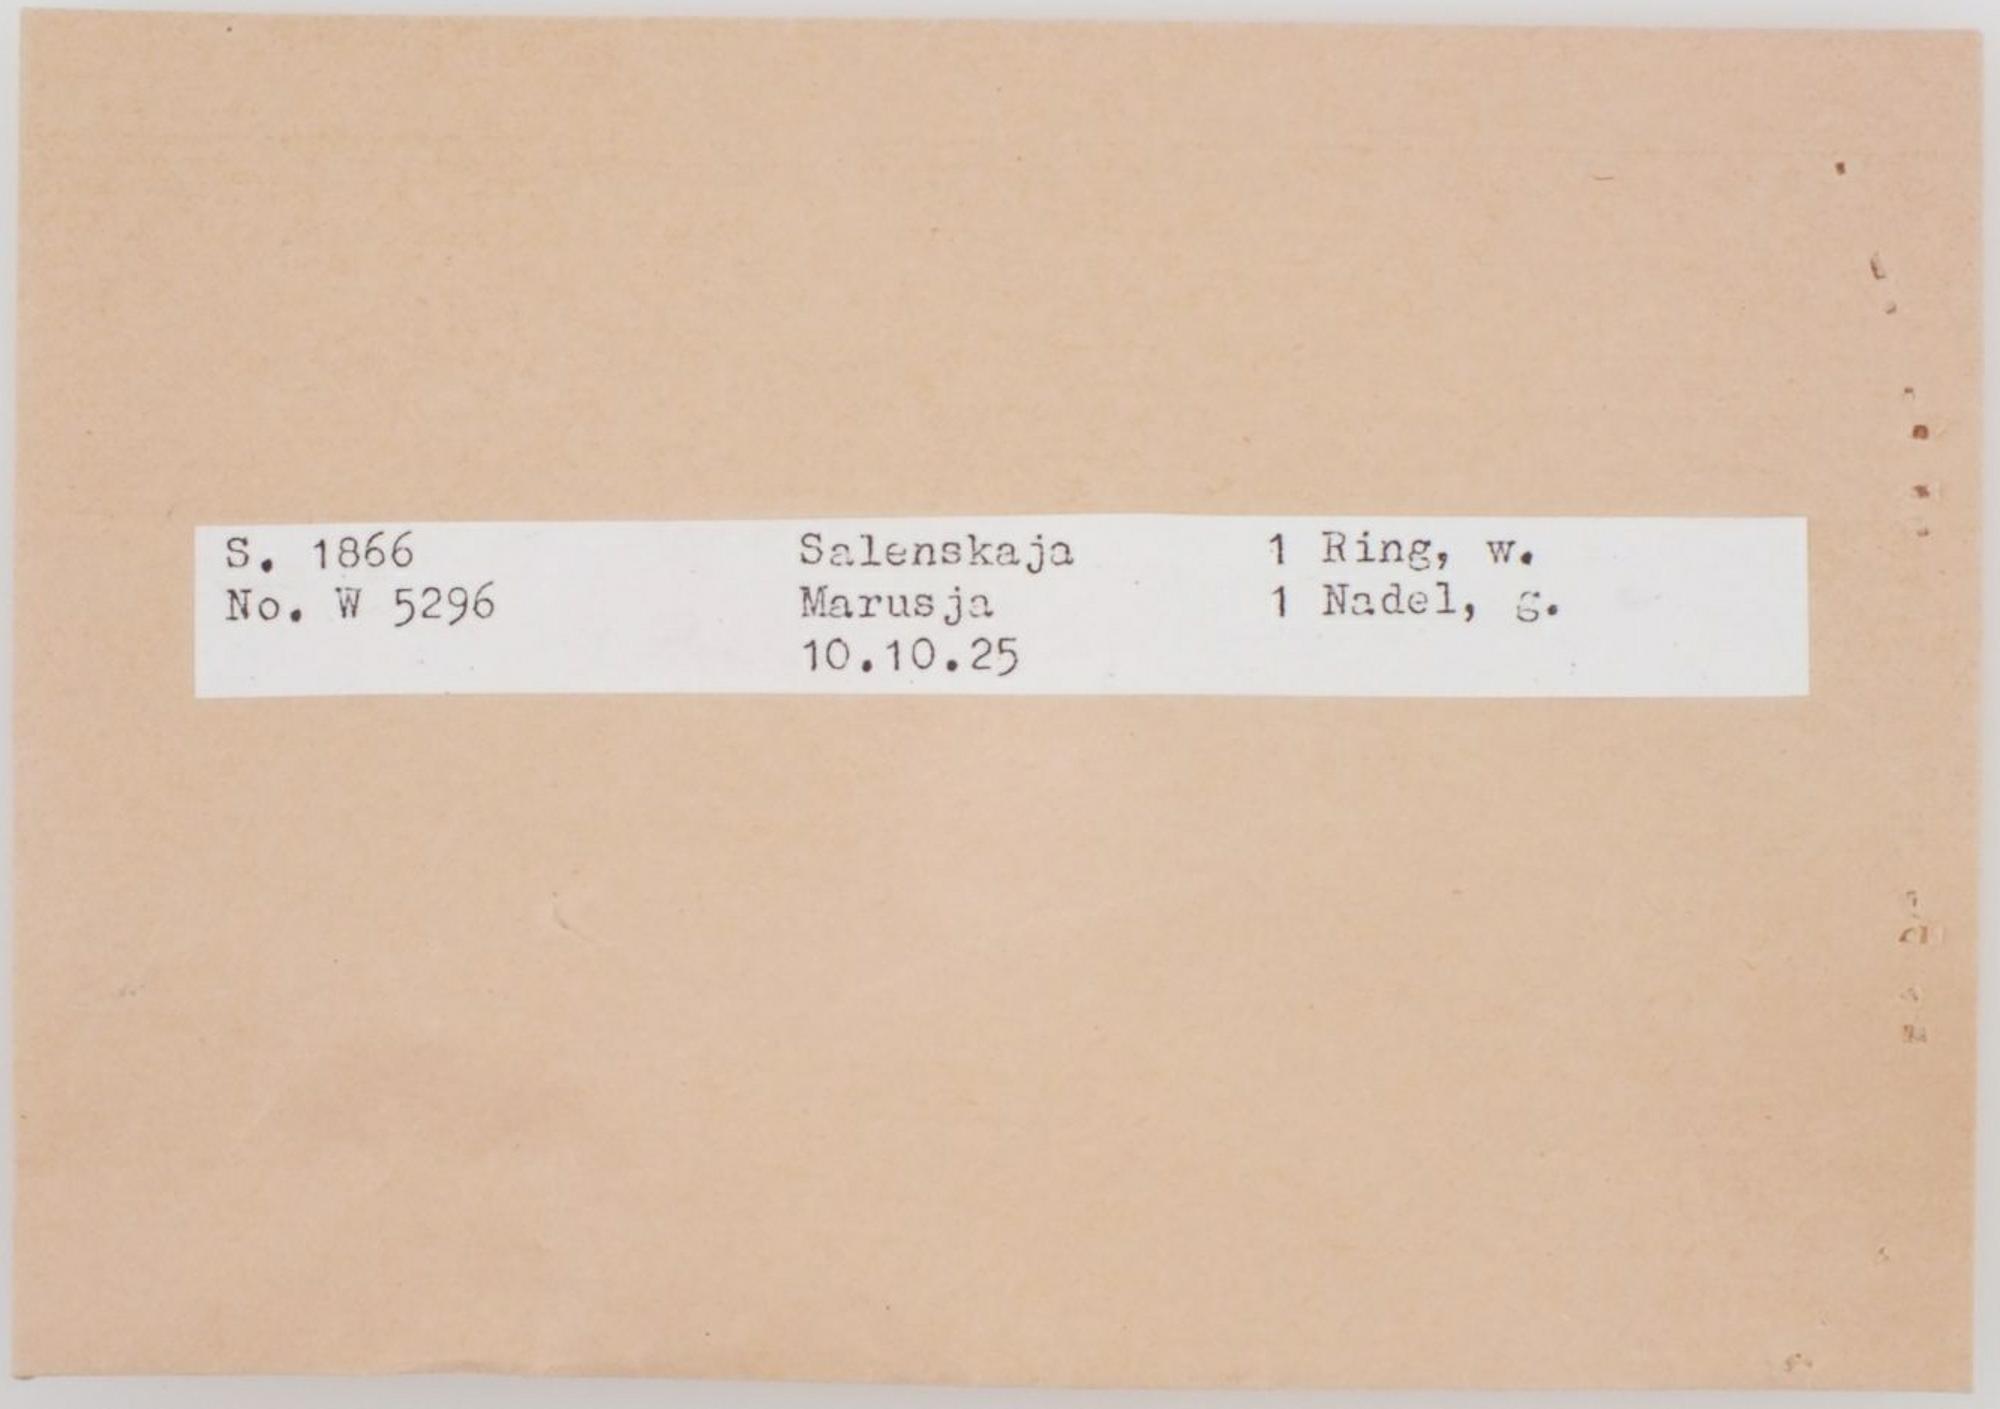 S. 1866 Salenskaja 1 Ring, w.
No. W 5296 Marusja 1 Nadel, g.
10.10.25